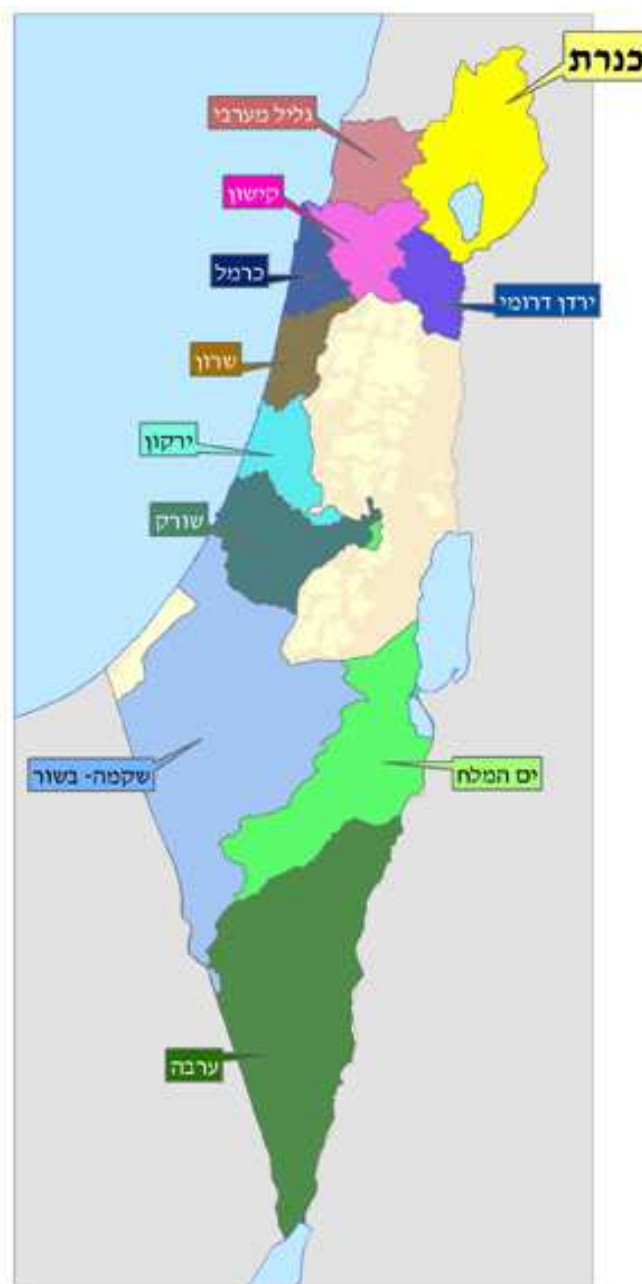 כנרת
גליל מערבי
קישון
כרמל
ירדן דרומי
שרון
ירקון
שורק
שקמה- בשור
ים המלח
ערבה